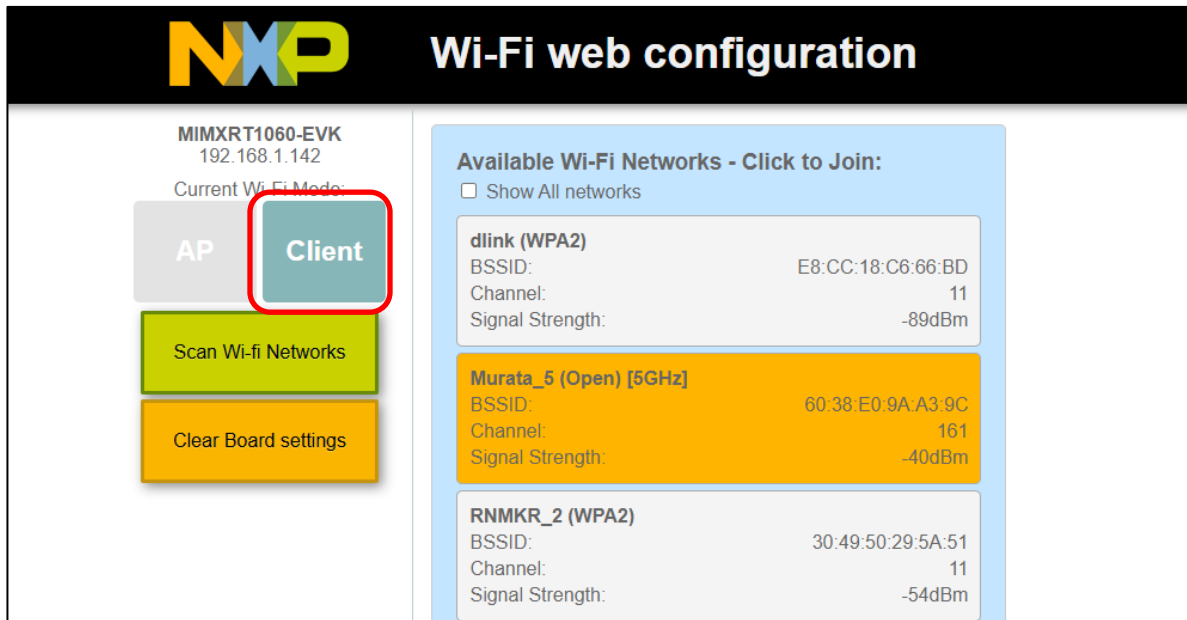 NXP
Wi-Fi web configuration
MIMXRT1060-EVK
192.168.1.142
Current Wi-Fi Mode:
AP
Client
Scan Wi-fi Networks
Clear Board settings
Available Wi-Fi Networks - Click to Join:
Show All networks
dlink (WPA2)
BSSID: E8:CC:18:C6:66:BD
Channel: 11
Signal Strength: -89dBm
Murata_5 (Open) [5GHz]
BSSID: 60:38:E0:9A:A3:9C
Channel: 161
Signal Strength: -40dBm
RNMKR_2 (WPA2)
BSSID: 30:49:50:29:5A:51
Channel: 11
Signal Strength: -54dBm